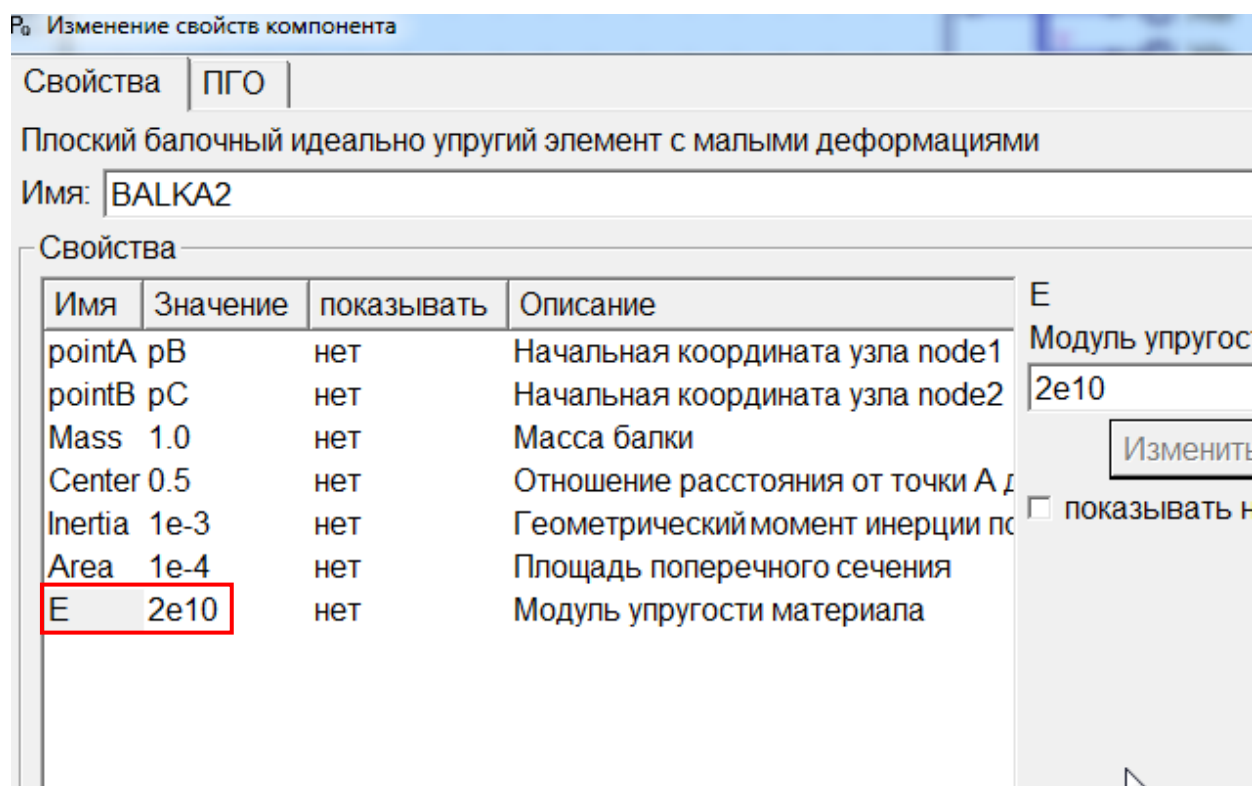 Изменение свойств компонента
Свойства ПГО
Плоский балочный идеально упругий элемент с малыми деформациями
Имя: BALKA2
Свойства
Имя Значение показывать Описание
pointA pB нет Начальная координата узла node1
pointB pC нет Начальная координата узла node2
Mass 1.0 нет Масса балки
Center 0.5 нет Отношение расстояния от точки А
Inertia 1e-3 нет Геометрический момент инерции
Area 1e-4 нет Площадь поперечного сечения
E 2e10 нет Модуль упругости материала
E
Модуль
2e10
Изменить
показывать